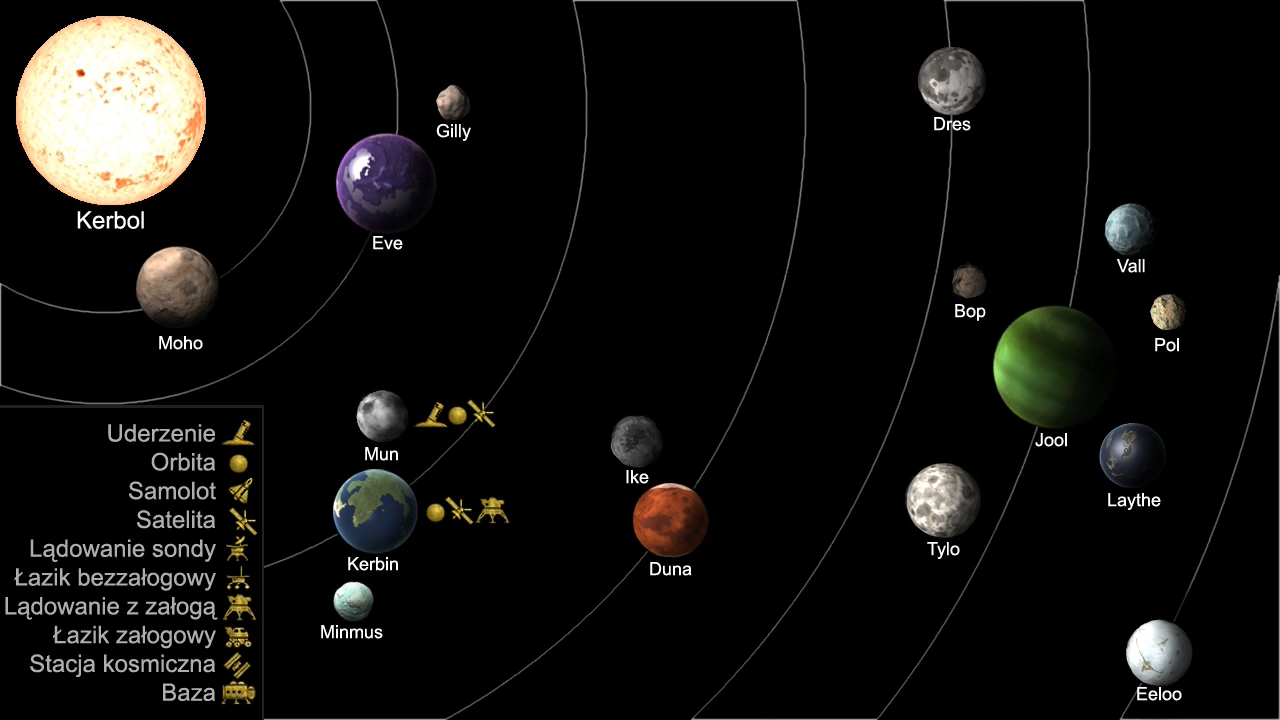 Kerbol
Moho
Gilly
Eve
Mun
Kerbin
Minmus
Ike
Duna
Dres
Vall
Bop
Pol
Jool
Laythe
Tylo
Eeloo
Uderzenie
Orbita
Samolot
Satelita
Lądowanie sondy
Łazik bezzałogowy
Lądowanie z załogą
Łazik załogowy
Stacja kosmiczna
Baza